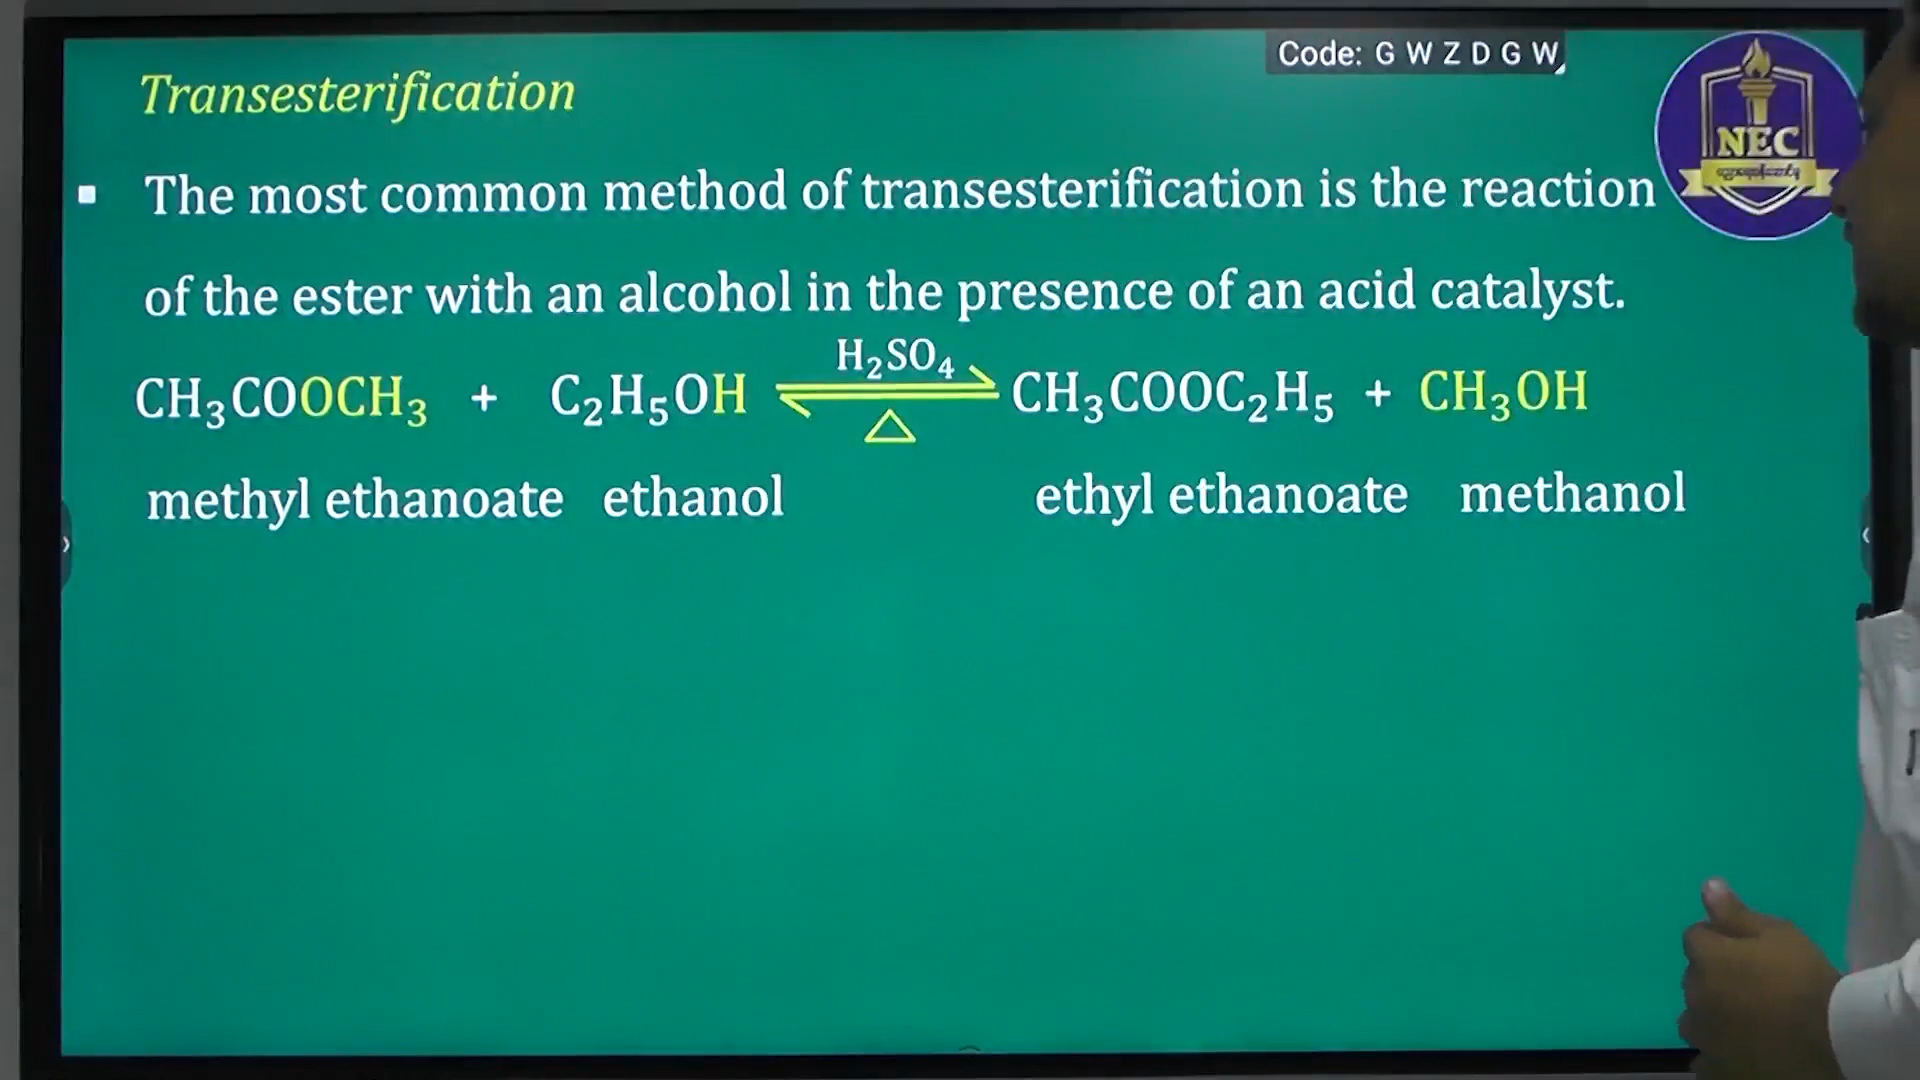 Code: G W Z D G W
Transesterification
NEC
▪ The most common method of transesterification is the reaction
of the ester with an alcohol in the presence of an acid catalyst.
H₂SO₄
CH₃COOCH₃ + C₂H₅OH ⇌ CH₃COOC₂H₅ + CH₃OH
△
methyl ethanoate ethanol ethyl ethanoate methanol